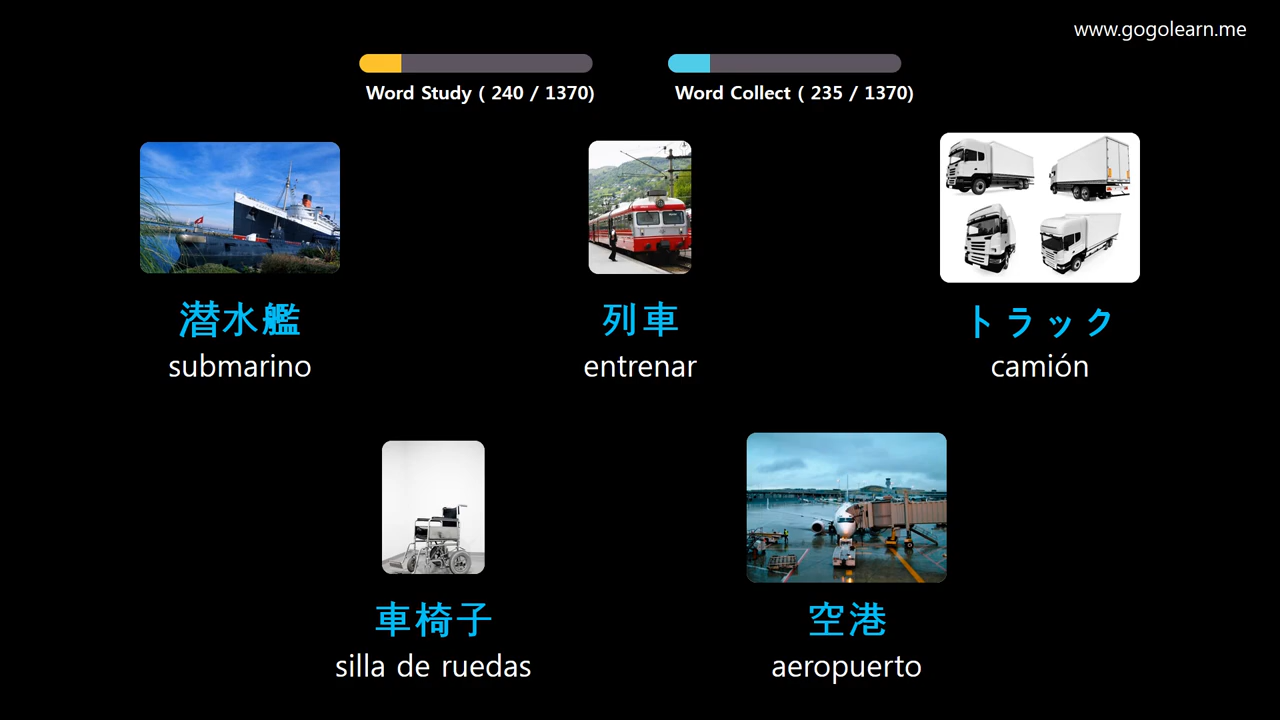 www.gogolearn.me
Word Study ( 240 / 1370)
Word Collect ( 235 / 1370)
潜水艦
submarino
列車
entrenar
トラック
camión
車椅子
silla de ruedas
空港
aeropuerto